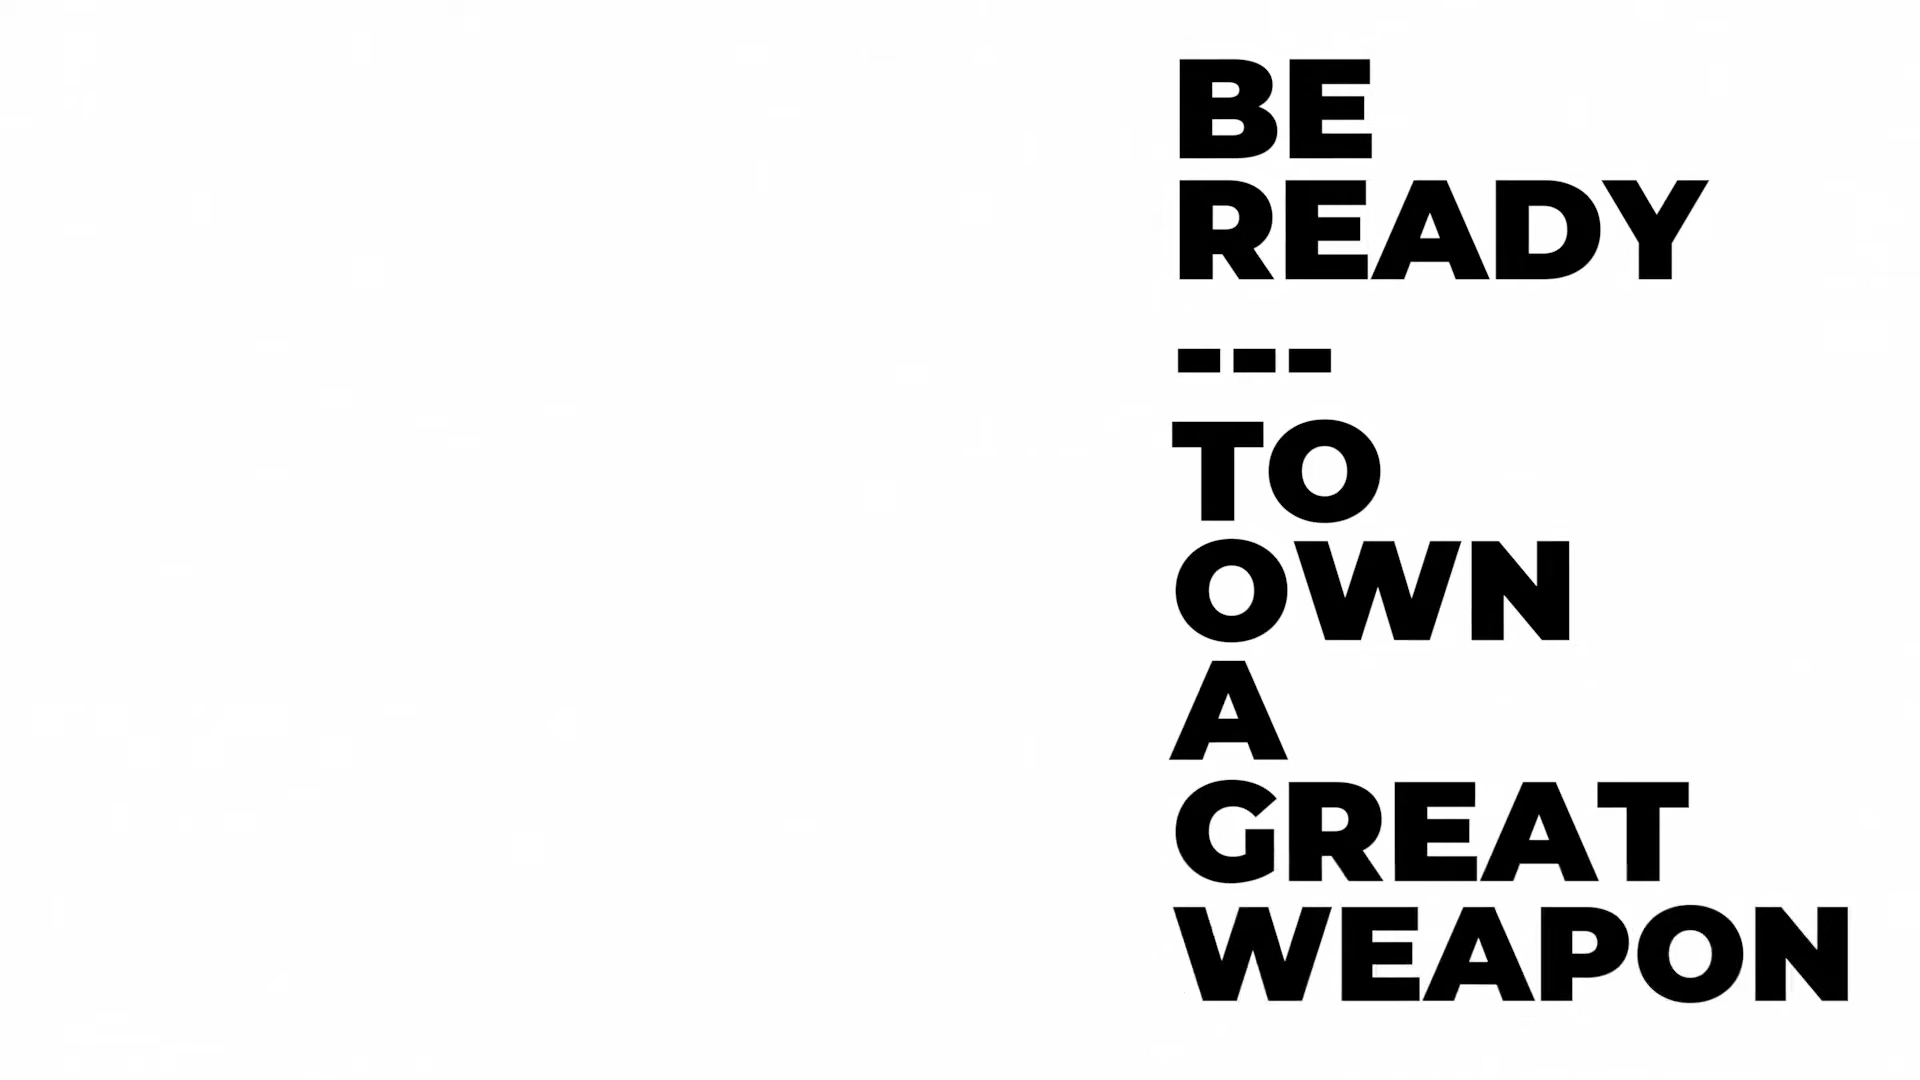 BE
READY
---
TO
OWN
A
GREAT
WEAPON